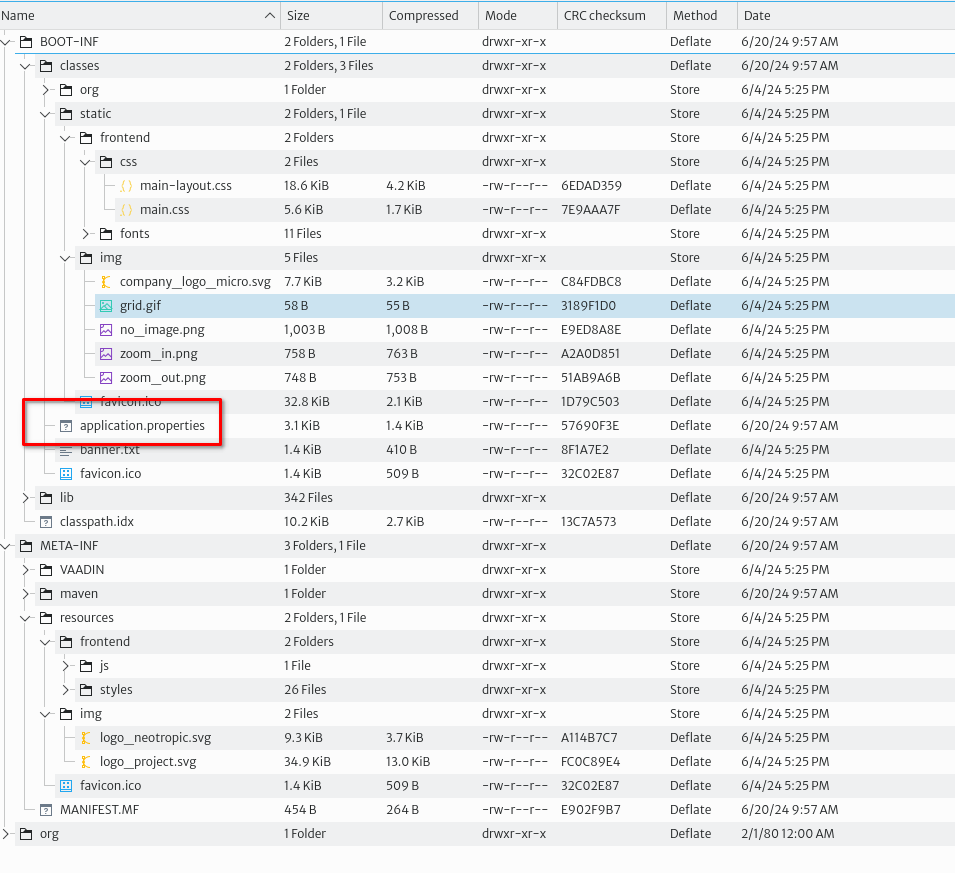 Name Size Compressed Mode CRC checksum Method Date
BOOT-INF 2 Folders, 1 File drwxr-xr-x Deflate 6/20/24 9:57 AM
classes 2 Folders, 3 Files drwxr-xr-x Deflate 6/20/24 9:57 AM
org 1 Folder drwxr-xr-x Store 6/4/24 5:25 PM
static 2 Folders, 1 File drwxr-xr-x Store 6/4/24 5:25 PM
frontend 2 Folders drwxr-xr-x Store 6/4/24 5:25 PM
css 2 Files drwxr-xr-x Store 6/4/24 5:25 PM
main-layout.css 18.6 KiB 4.2 KiB -rw-r--r-- 6EDAD359 Deflate 6/4/24 5:25 PM
main.css 5.6 KiB 1.7 KiB -rw-r--r-- 7E9AAA7F Deflate 6/4/24 5:25 PM
fonts 11 Files drwxr-xr-x Store 6/4/24 5:25 PM
img 5 Files drwxr-xr-x Store 6/4/24 5:25 PM
company_logo_micro.svg 7.7 KiB 3.2 KiB -rw-r--r-- C84FDBC8 Deflate 6/4/24 5:25 PM
grid.gif 58 B 55 B -rw-r--r-- 3189F1D0 Deflate 6/4/24 5:25 PM
no_image.png 1,003 B 1,008 B -rw-r--r-- E9ED8A8E Deflate 6/4/24 5:25 PM
zoom_in.png 758 B 763 B -rw-r--r-- A2A0D851 Deflate 6/4/24 5:25 PM
zoom_out.png 748 B 753 B -rw-r--r-- 51AB9A6B Deflate 6/4/24 5:25 PM
favicon.ico 32.8 KiB 2.1 KiB -rw-r--r-- 1D79C503 Deflate 6/4/24 5:25 PM
application.properties 3.1 KiB 1.4 KiB -rw-r--r-- 57690F3E Deflate 6/20/24 9:57 AM
banner.txt 1.4 KiB 410 B -rw-r--r-- 8F1A7E2 Deflate 6/4/24 5:25 PM
favicon.ico 1.4 KiB 509 B -rw-r--r-- 32C02E87 Deflate 6/4/24 5:25 PM
lib 342 Files drwxr-xr-x Deflate 6/20/24 9:57 AM
classpath.idx 10.2 KiB 2.7 KiB -rw-r--r-- 13C7A573 Deflate 6/20/24 9:57 AM
META-INF 3 Folders, 1 File drwxr-xr-x Deflate 6/20/24 9:57 AM
VAADIN 1 Folder drwxr-xr-x Store 6/4/24 5:25 PM
maven 1 Folder drwxr-xr-x Store 6/20/24 9:57 AM
resources 2 Folders, 1 File drwxr-xr-x Store 6/4/24 5:25 PM
frontend 2 Folders drwxr-xr-x Store 6/4/24 5:25 PM
js 1 File drwxr-xr-x Store 6/4/24 5:25 PM
styles 26 Files drwxr-xr-x Store 6/4/24 5:25 PM
img 2 Files drwxr-xr-x Store 6/4/24 5:25 PM
logo_neotropic.svg 9.3 KiB 3.7 KiB -rw-r--r-- A114B7C7 Deflate 6/4/24 5:25 PM
logo_project.svg 34.9 KiB 13.0 KiB -rw-r--r-- FC0C89E4 Deflate 6/4/24 5:25 PM
favicon.ico 1.4 KiB 509 B -rw-r--r-- 32C02E87 Deflate 6/4/24 5:25 PM
MANIFEST.MF 454 B 264 B -rw-r--r-- E902F9B7 Deflate 6/20/24 9:57 AM
org 1 Folder drwxr-xr-x Deflate 2/1/80 12:00 AM